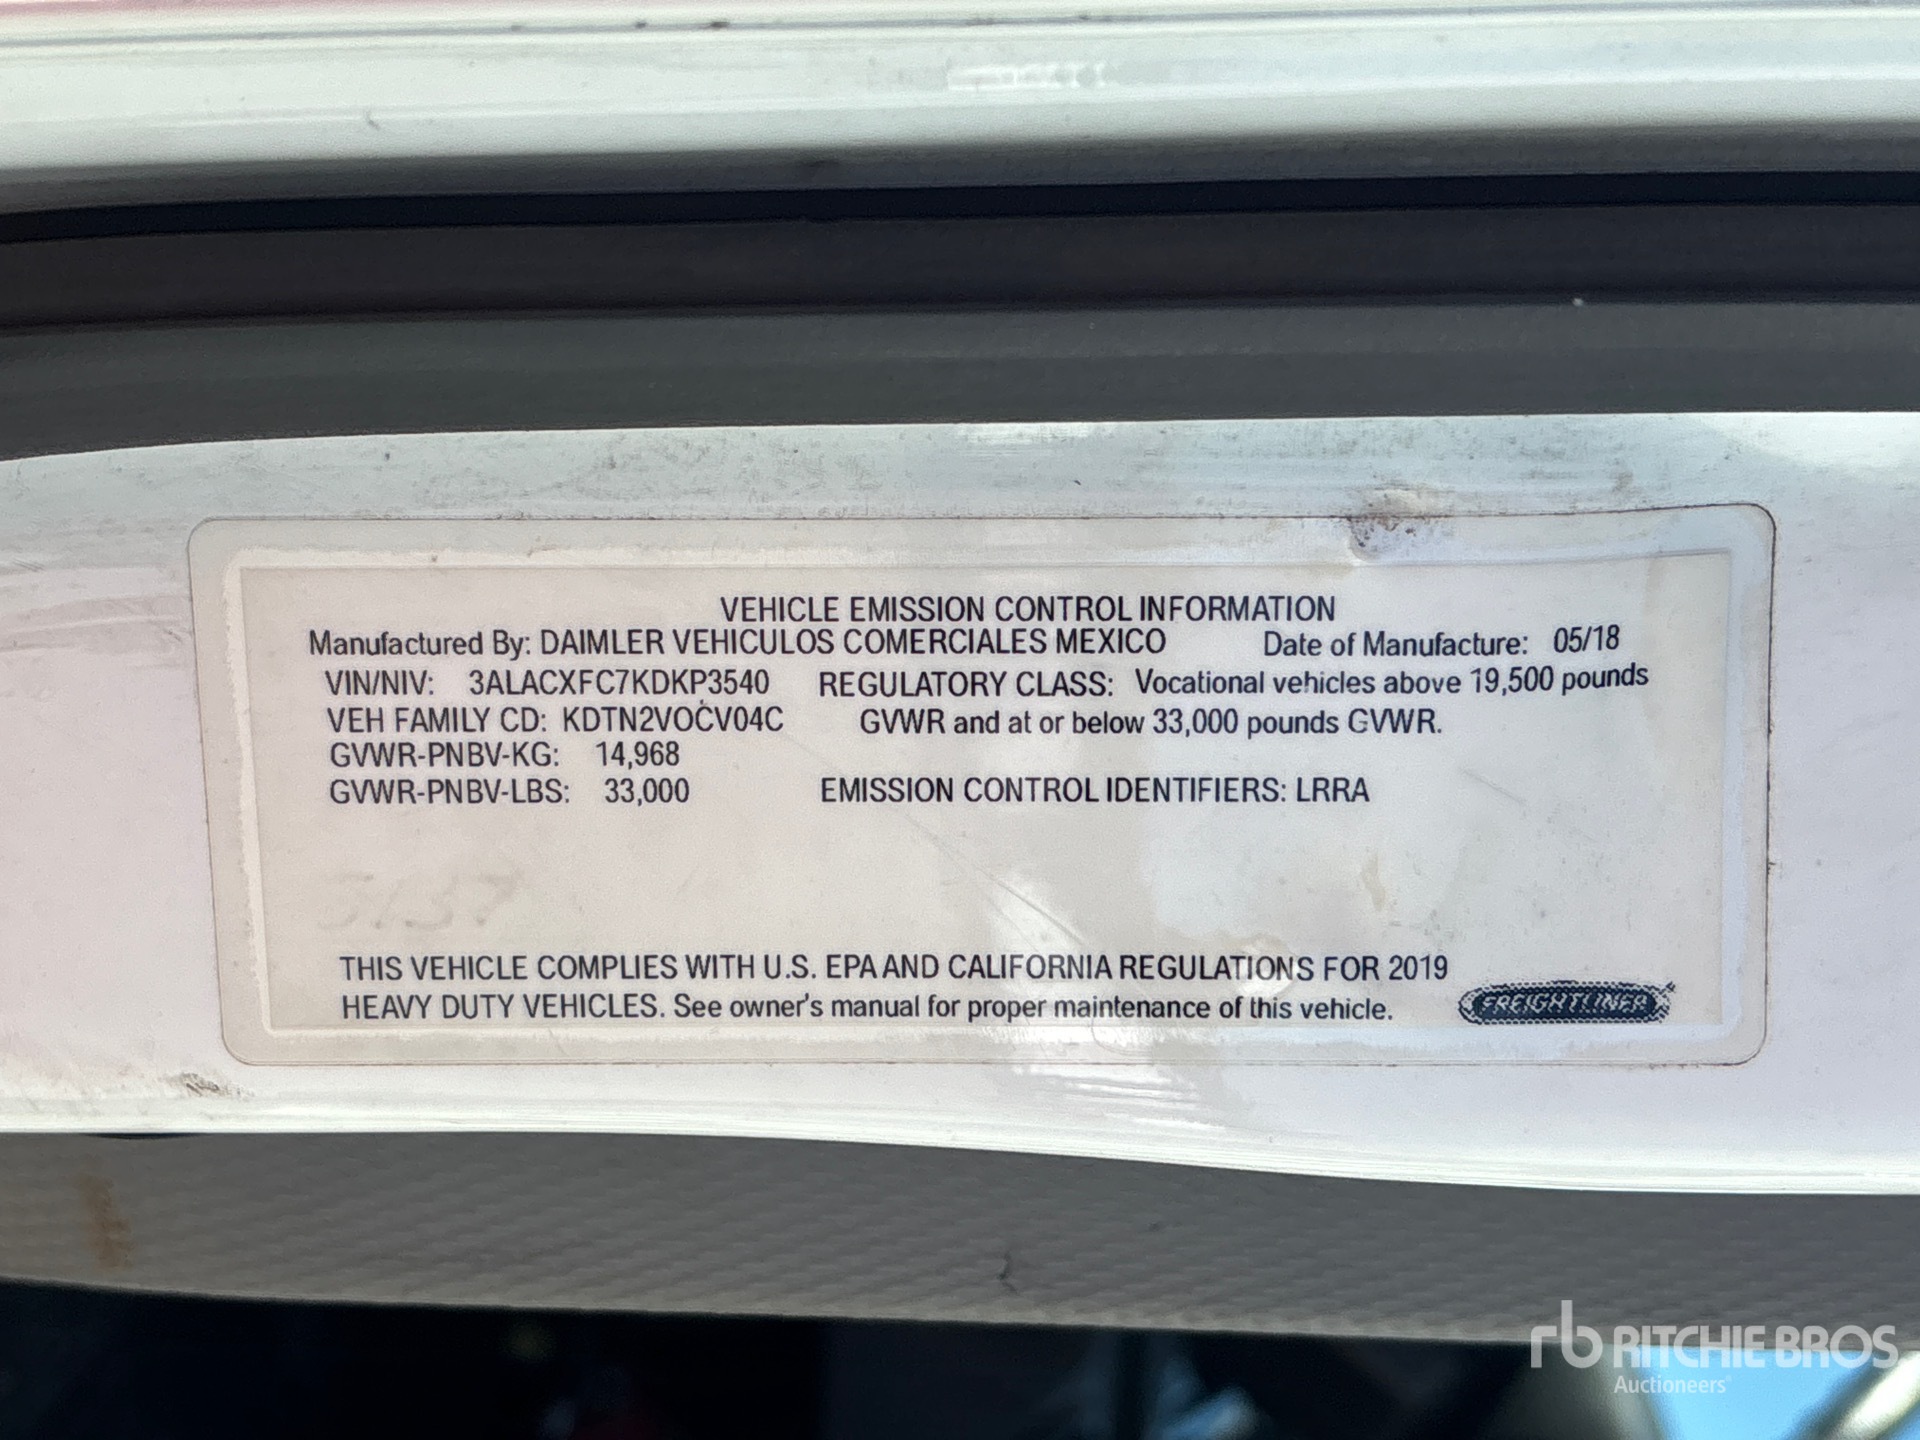 VEHICLE EMISSION CONTROL INFORMATION
Manufactured By: DAIMLER VEHICULOS COMERCIALES MEXICO Date of Manufacture: 05/18
VIN/NIV: 3ALACXFC7KDKP3540 REGULATORY CLASS: Vocational vehicles above 19,500 pounds
VEH FAMILY CD: KDTN2VOCV04C GVWR and at or below 33,000 pounds GVWR.
GVWR-PNBV-KG: 14,968
GVWR-PNBV-LBS: 33,000 EMISSION CONTROL IDENTIFIERS: LRRA
THIS VEHICLE COMPLIES WITH U.S. EPA AND CALIFORNIA REGULATIONS FOR 2019
HEAVY DUTY VEHICLES. See owner's manual for proper maintenance of this vehicle.
FREIGHTLINER
rb RITCHIE BROS
Auctioneers